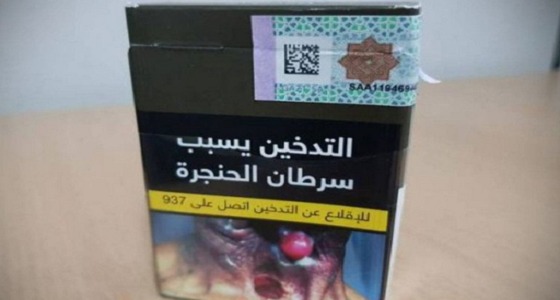 التدخين يسبب
سرطان الحنجرة
للإقلاع عن التدخين اتصل على 937